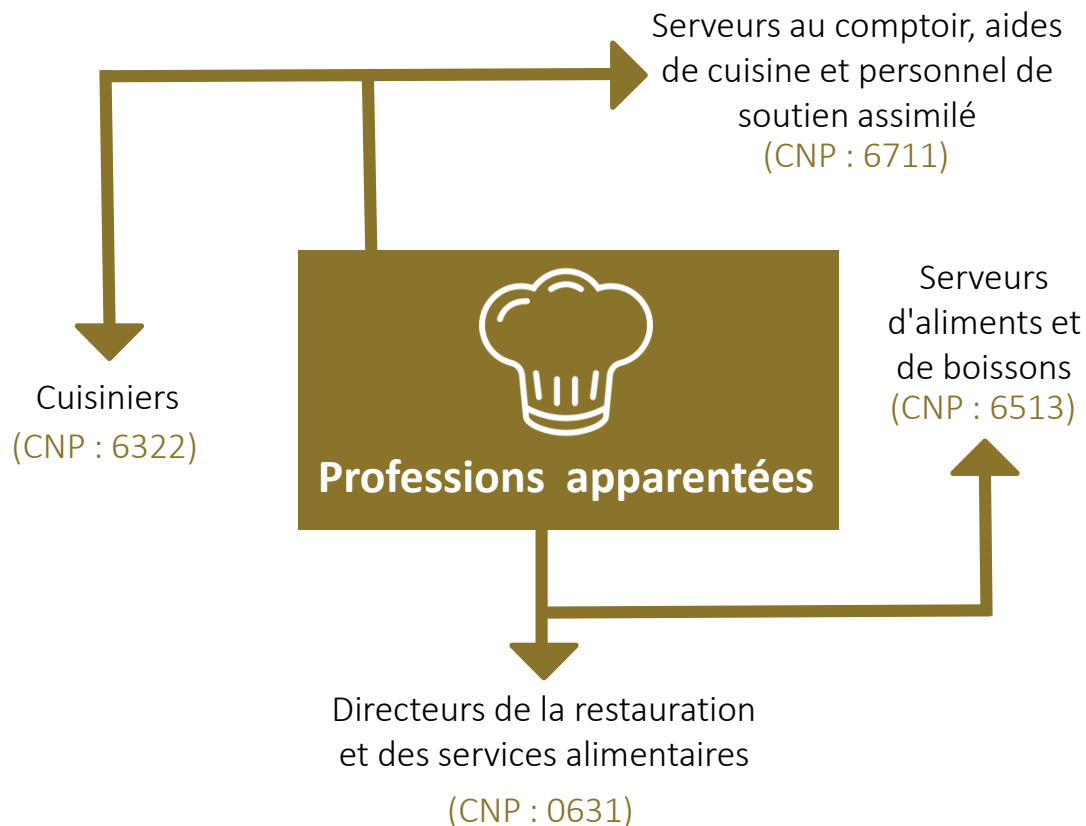 Serveurs au comptoir, aides
de cuisine et personnel de
soutien assimilé
(CNP : 6711)
Serveurs
d'aliments et
de boissons
(CNP : 6513)
Cuisiniers
(CNP : 6322)
Professions apparentées
Directeurs de la restauration
et des services alimentaires
(CNP : 0631)